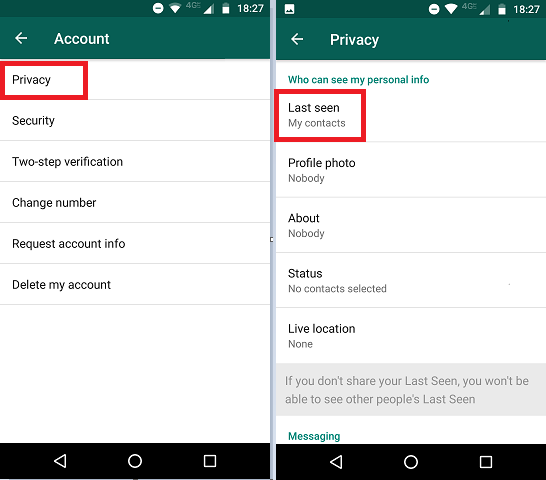 4G 18:27
Account
Privacy
Security
Two-step verification
Change number
Request account info
Delete my account
4G 18:27
Privacy
Who can see my personal info
Last seen
My contacts
Profile photo
Nobody
About
Nobody
Status
No contacts selected
Live location
None
If you don't share your Last Seen, you won't be
able to see other people's Last Seen
Messaging